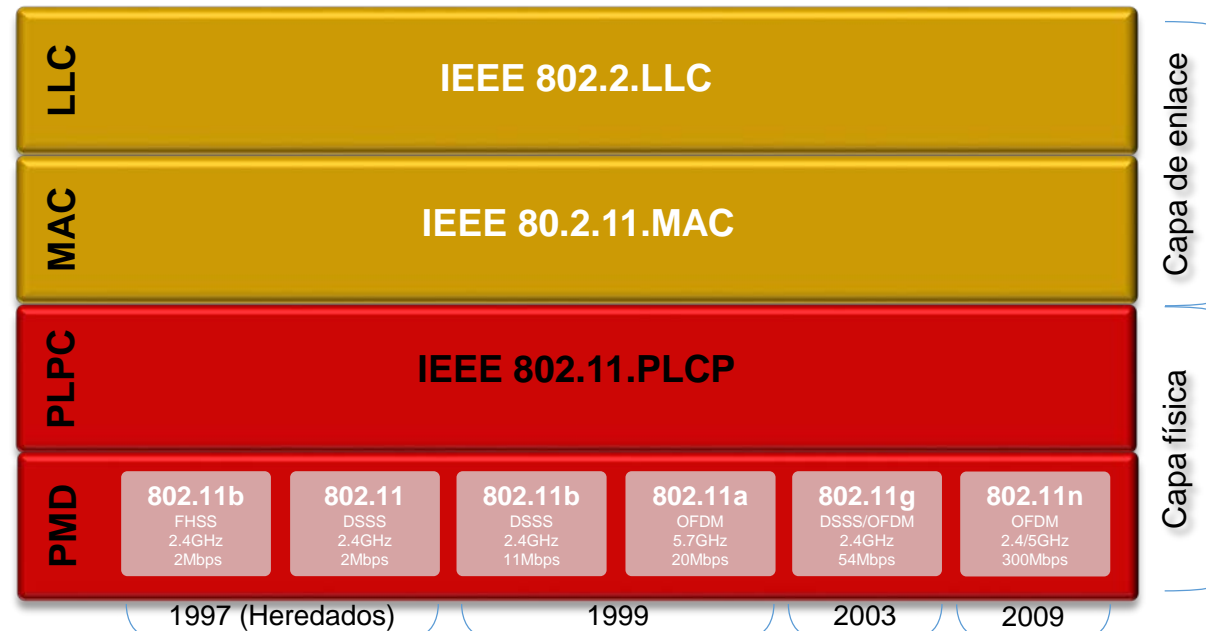 LLC
IEEE 802.2.LLC
MAC
IEEE 80.2.11.MAC
Capa de enlace
PLPC
IEEE 802.11.PLCP
PMD
802.11b
FHSS
2.4GHz
2Mbps
802.11
DSSS
2.4GHz
2Mbps
802.11b
DSSS
2.4GHz
11Mbps
802.11a
OFDM
5.7GHz
20Mbps
802.11g
DSSS/OFDM
2.4GHz
54Mbps
802.11n
OFDM
2.4/5GHz
300Mbps
Capa física
1997 (Heredados)
1999
2003
2009